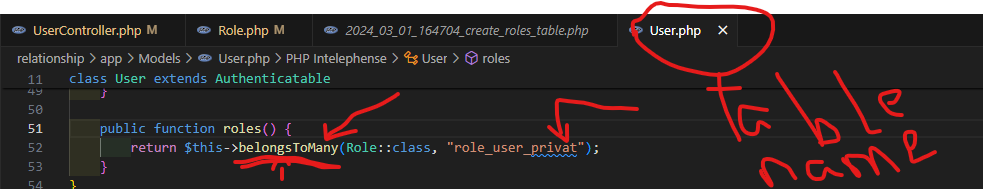 UserController.php M Role.php M 2024_03_01_164704_create_roles_table.php User.php
relationship > app > Models > User.php > PHP Intelephense > User > roles
11 class User extends Authenticatable
49 }
50
51 public function roles() {
52 return $this->belongsToMany(Role::class, "role_user_privat");
53 }
54
table
name